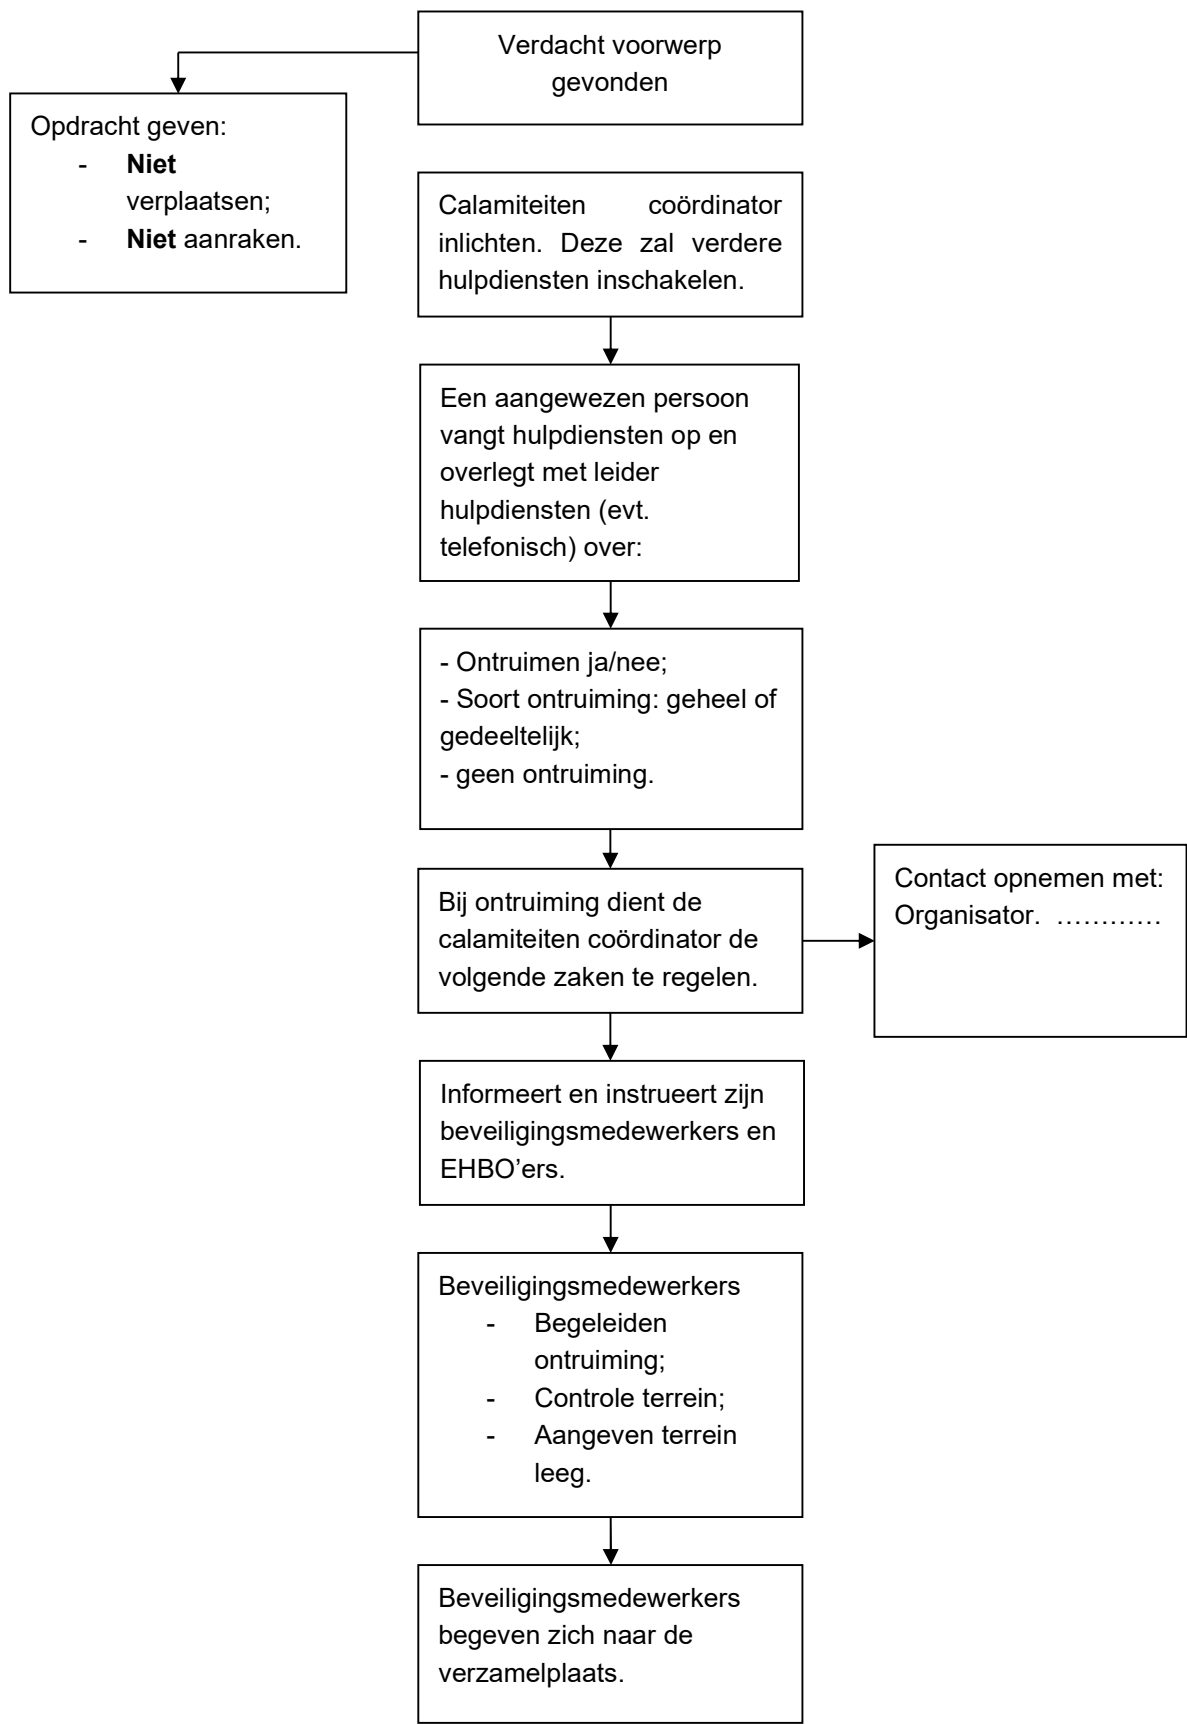 Verdacht voorwerp
gevonden
Opdracht geven:
- Niet
verplaatsen;
- Niet aanraken.
Calamiteiten coördinator
inlichten. Deze zal verdere
hulpdiensten inschakelen.
Een aangewezen persoon
vangt hulpdiensten op en
overlegt met leider
hulpdiensten (evt.
telefonisch) over:
- Ontruimen ja/nee;
- Soort ontruiming: geheel of
gedeeltelijk;
- geen ontruiming.
Bij ontruiming dient de
calamiteiten coördinator de
volgende zaken te regelen.
Contact opnemen met:
Organisator. …………
Informeert en instrueert zijn
beveiligingsmedewerkers en
EHBO’ers.
Beveiligingsmedewerkers
- Begeleiden
ontruiming;
- Controle terrein;
- Aangeven terrein
leeg.
Beveiligingsmedewerkers
begeven zich naar de
verzamelplaats.